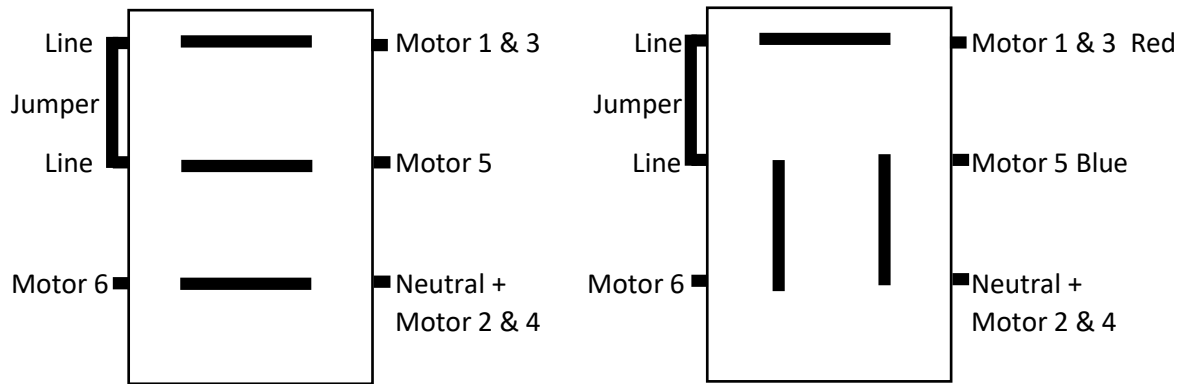 Line
Motor 1 & 3
Jumper
Line
Motor 5
Motor 6
Neutral +
Motor 2 & 4
Line
Motor 1 & 3 Red
Jumper
Line
Motor 5 Blue
Motor 6
Neutral +
Motor 2 & 4